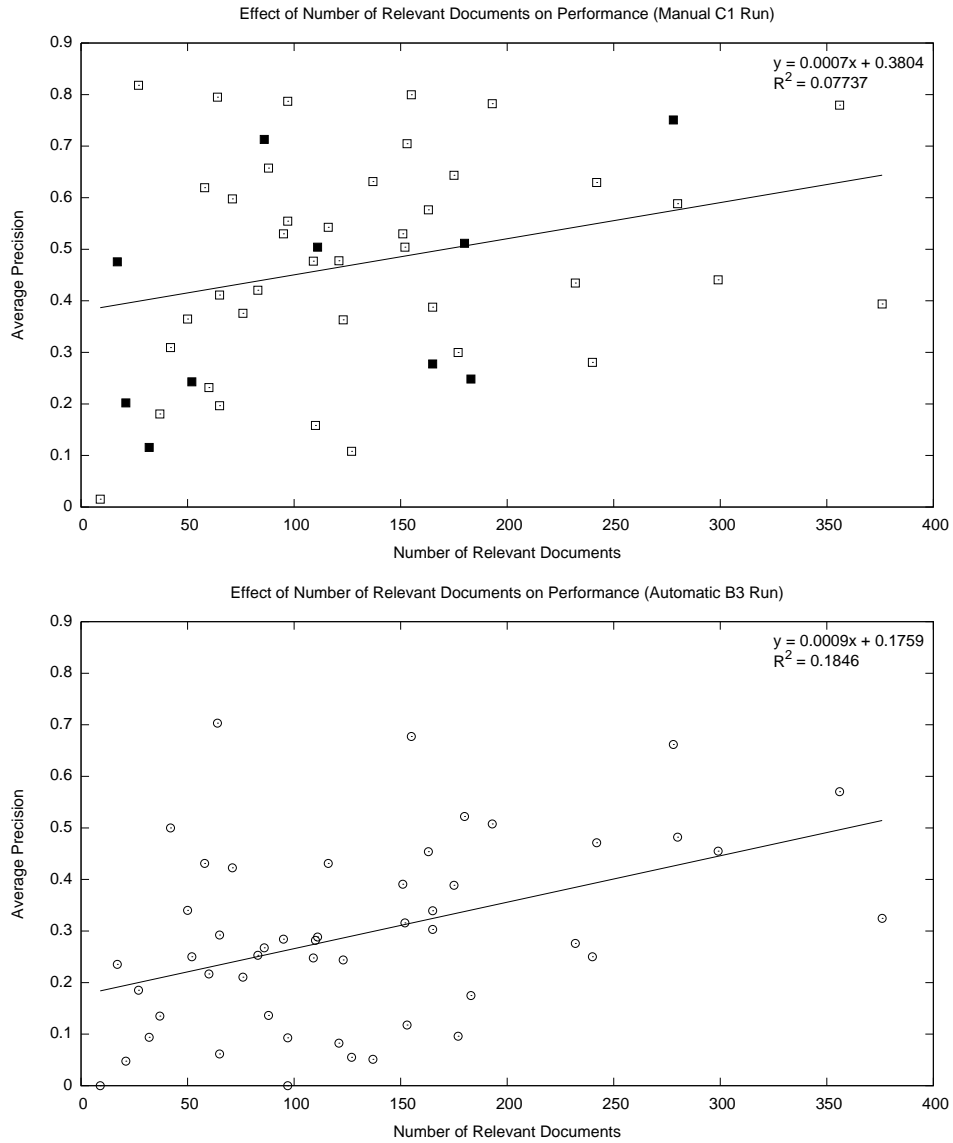 Effect of Number of Relevant Documents on Performance (Manual C1 Run)
y = 0.0007x + 0.3804
R² = 0.07737
0.9
0.8
0.7
0.6
0.5
0.4
0.3
0.2
0.1
0
Average Precision
0 50 100 150 200 250 300 350 400
Number of Relevant Documents
Effect of Number of Relevant Documents on Performance (Automatic B3 Run)
y = 0.0009x + 0.1759
R² = 0.1846
0.9
0.8
0.7
0.6
0.5
0.4
0.3
0.2
0.1
0
Average Precision
0 50 100 150 200 250 300 350 400
Number of Relevant Documents